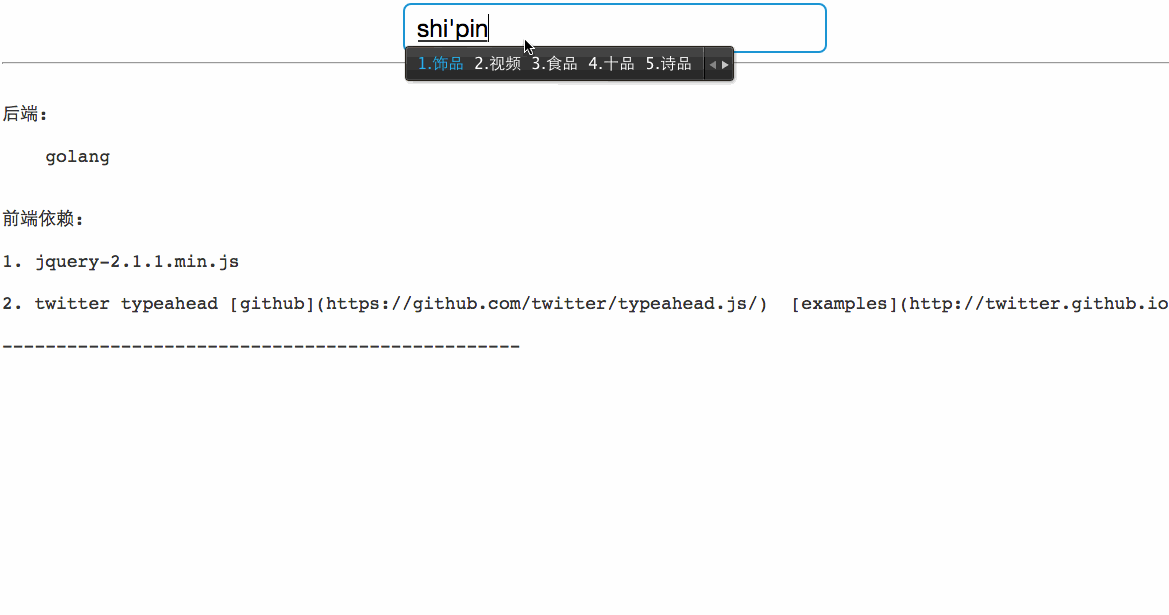 shi'pin
1.饰品 2.视频 3.食品 4.十品 5.诗品
后端:
golang
前端依赖:
1. jquery-2.1.1.min.js
2. twitter typeahead [github](https://github.com/twitter/typeahead.js/) [examples](http://twitter.github.io
------------------------------------------------